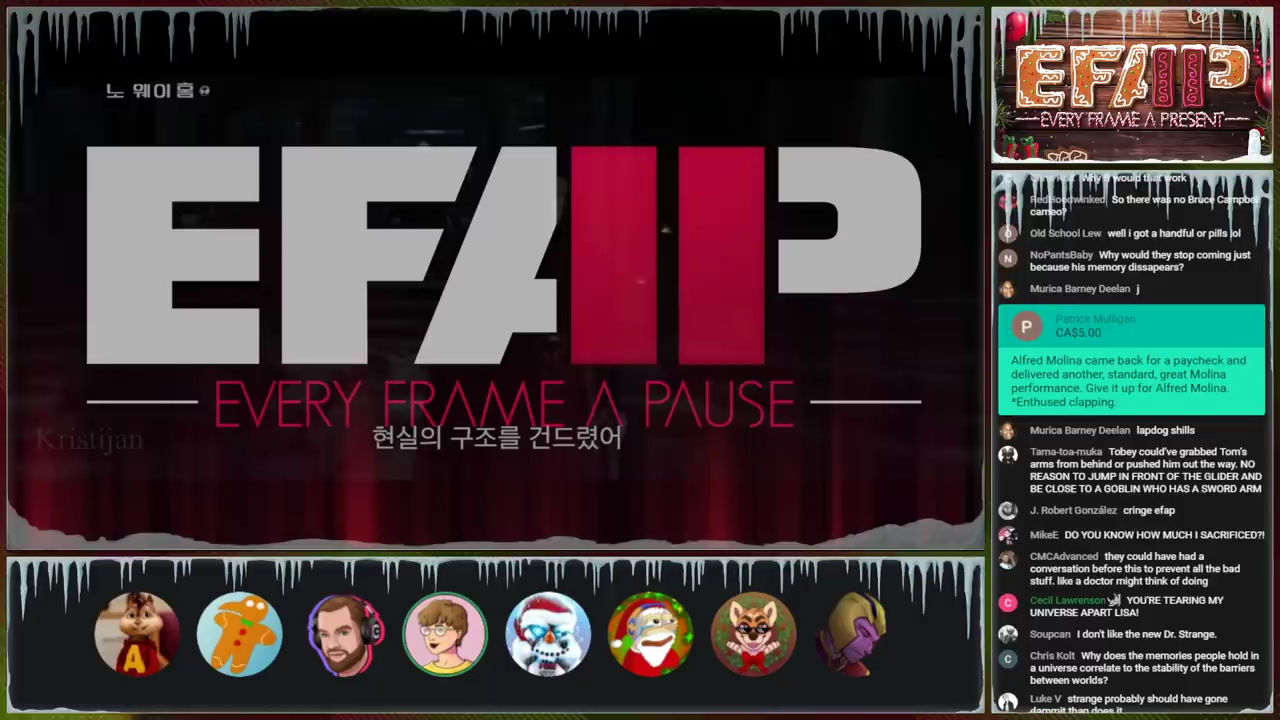 노 웨이 홈
EFAP
EVERY FRAME A PAUSE
Kristijan
현실의 구조를 건드렸어
EFAP
EVERY FRAME A PRESENT
Why would that work
RedHoodwinked So there was no Bruce Campbel
cameo?
Old School Lew well i got a handful or pills lol
NoPantsBaby Why would they stop coming just
because his memory dissapears?
Murica Barney Deelan j
Patrick Mulligan
CA$5.00
Alfred Molina came back for a paycheck and
delivered another, standard, great Molina
performance. Give it up for Alfred Molina.
*Enthused clapping.
Murica Barney Deelan lapdog shills
Tama-toa-muka Tobey could've grabbed Tom's
arms from behind or pushed him out the way. NO
REASON TO JUMP IN FRONT OF THE GLIDER AND
BE CLOSE TO A GOBLIN WHO HAS A SWORD ARM
J. Robert González cringe efap
MikeE DO YOU KNOW HOW MUCH I SACRIFICED?!
CMCAdvanced they could have had a
conversation before this to prevent all the bad
stuff. like a doctor might think of doing
Cecil Lawrenson YOU'RE TEARING MY
UNIVERSE APART LISA!
Soupcan I don't like the new Dr. Strange.
Chris Kolt Why does the memories people hold in
a universe correlate to the stability of the barriers
between worlds?
Luke V strange probably should have gone
dammit than does it